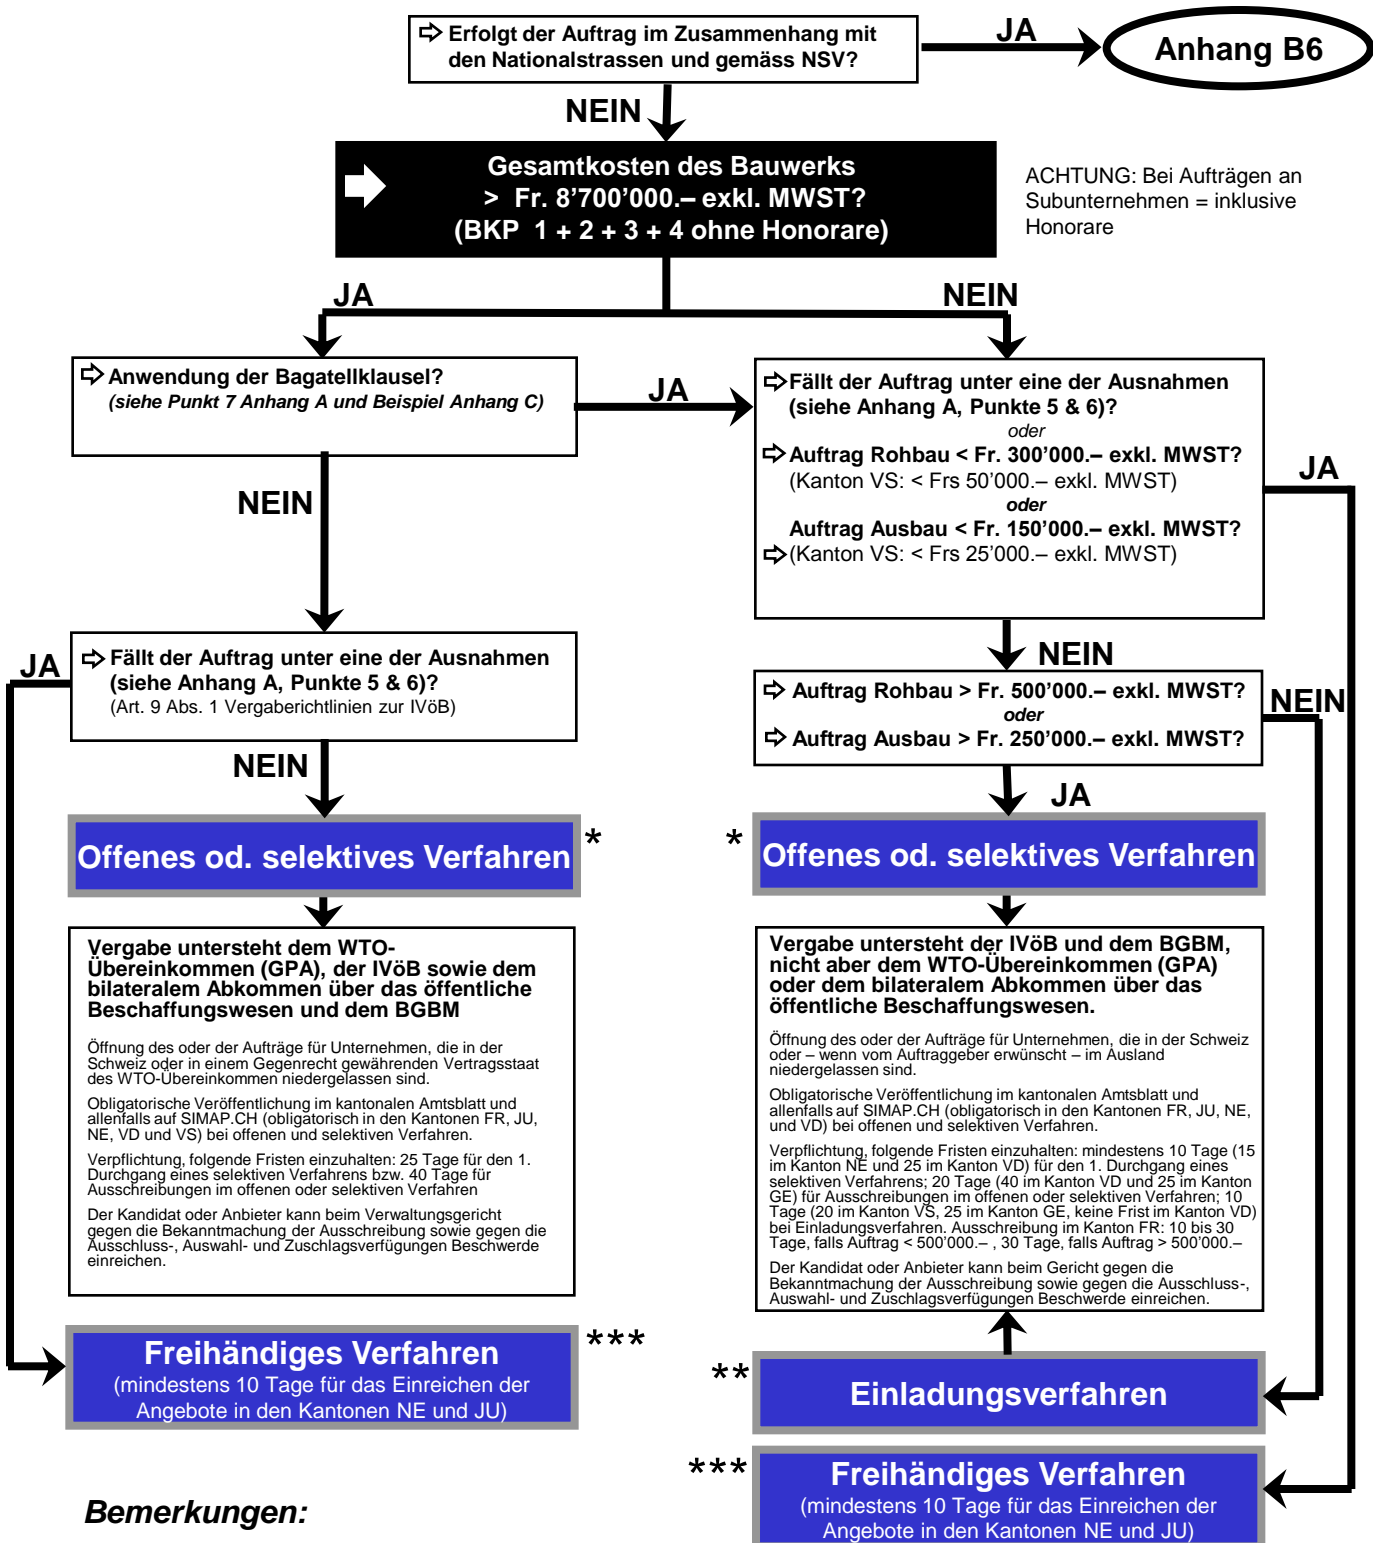 Erfolgt der Auftrag im Zusammenhang mit
den Nationalstrassen und gemäss NSV?
JA
Anhang B6
NEIN
Gesamtkosten des Bauwerks
> Fr. 8'700'000.– exkl. MWST?
(BKP 1 + 2 + 3 + 4 ohne Honorare)
ACHTUNG: Bei Aufträgen an
Subunternehmen = inklusive
Honorare
JA
NEIN
Anwendung der Bagatellklausel?
(siehe Punkt 7 Anhang A und Beispiel Anhang C)
JA
Fällt der Auftrag unter eine der Ausnahmen
(siehe Anhang A, Punkte 5 & 6)?
oder
Auftrag Rohbau < Fr. 300'000.– exkl. MWST?
(Kanton VS: < Frs 50'000.– exkl. MWST)
oder
Auftrag Ausbau < Fr. 150'000.– exkl. MWST?
(Kanton VS: < Frs 25'000.– exkl. MWST)
JA
NEIN
NEIN
JA
Fällt der Auftrag unter eine der Ausnahmen
(siehe Anhang A, Punkte 5 & 6)?
(Art. 9 Abs. 1 Vergaberichtlinien zur IVöB)
Auftrag Rohbau > Fr. 500'000.– exkl. MWST?
oder
Auftrag Ausbau > Fr. 250'000.– exkl. MWST?
NEIN
NEIN
JA
Offenes od. selektives Verfahren *
* Offenes od. selektives Verfahren
Vergabe untersteht dem WTO-
Übereinkommen (GPA), der IVöB sowie dem
bilateralem Abkommen über das öffentliche
Beschaffungswesen und dem BGBM
Öffnung des oder der Aufträge für Unternehmen, die in der
Schweiz oder in einem Gegenrecht gewährenden Vertragsstaat
des WTO-Übereinkommen niedergelassen sind.
Obligatorische Veröffentlichung im kantonalen Amtsblatt und
allenfalls auf SIMAP.CH (obligatorisch in den Kantonen FR, JU,
NE, VD und VS) bei offenen und selektiven Verfahren.
Verpflichtung, folgende Fristen einzuhalten: 25 Tage für den 1.
Durchgang eines selektiven Verfahrens bzw. 40 Tage für
Ausschreibungen im offenen oder selektiven Verfahren
Der Kandidat oder Anbieter kann beim Verwaltungsgericht
gegen die Bekanntmachung der Ausschreibung sowie gegen die
Ausschluss-, Auswahl- und Zuschlagsverfügungen Beschwerde
einreichen.
Vergabe untersteht der IVöB und dem BGBM,
nicht aber dem WTO-Übereinkommen (GPA)
oder dem bilateralem Abkommen über das
öffentliche Beschaffungswesen.
Öffnung des oder der Aufträge für Unternehmen, die in der Schweiz
oder – wenn vom Auftraggeber erwünscht – im Ausland
niedergelassen sind.
Obligatorische Veröffentlichung im kantonalen Amtsblatt und
allenfalls auf SIMAP.CH (obligatorisch in den Kantonen FR, JU, NE,
und VD) bei offenen und selektiven Verfahren.
Verpflichtung, folgende Fristen einzuhalten: mindestens 10 Tage (15
im Kanton NE und 25 im Kanton VD) für den 1. Durchgang eines
selektiven Verfahrens; 20 Tage (40 im Kanton VD und 25 im Kanton
GE) für Ausschreibungen im offenen oder selektiven Verfahren; 10
Tage (20 im Kanton VS, 25 im Kanton GE, keine Frist im Kanton VD)
bei Einladungsverfahren. Ausschreibung im Kanton FR: 10 bis 30
Tage, falls Auftrag < 500'000.– , 30 Tage, falls Auftrag > 500'000.–
Der Kandidat oder Anbieter kann beim Gericht gegen die
Bekanntmachung der Ausschreibung sowie gegen die Ausschluss-,
Auswahl- und Zuschlagsverfügungen Beschwerde einreichen.
Freihändiges Verfahren ***
(mindestens 10 Tage für das Einreichen der
Angebote in den Kantonen NE und JU)
** Einladungsverfahren
*** Freihändiges Verfahren
(mindestens 10 Tage für das Einreichen der
Angebote in den Kantonen NE und JU)
Bemerkungen: